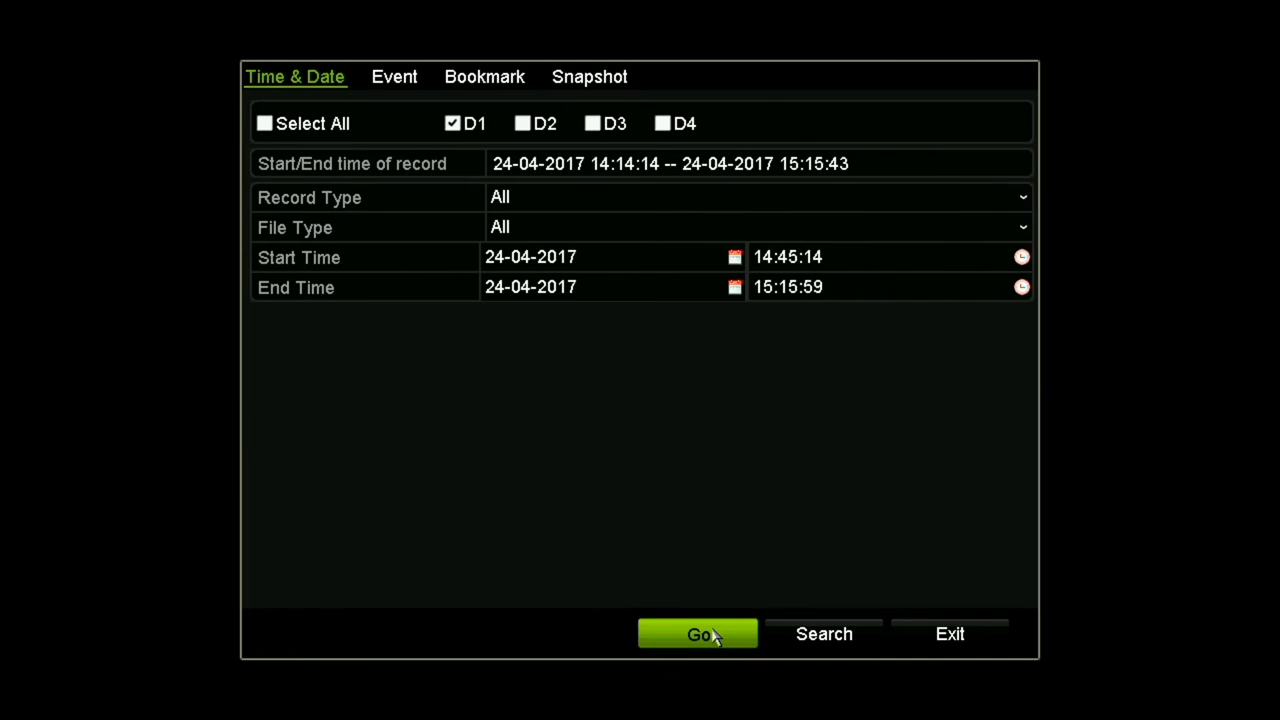 Time & Date Event Bookmark Snapshot
Select All D1 D2 D3 D4
Start/End time of record 24-04-2017 14:14:14 -- 24-04-2017 15:15:43
Record Type All
File Type All
Start Time 24-04-2017 14:45:14
End Time 24-04-2017 15:15:59
Go Search Exit